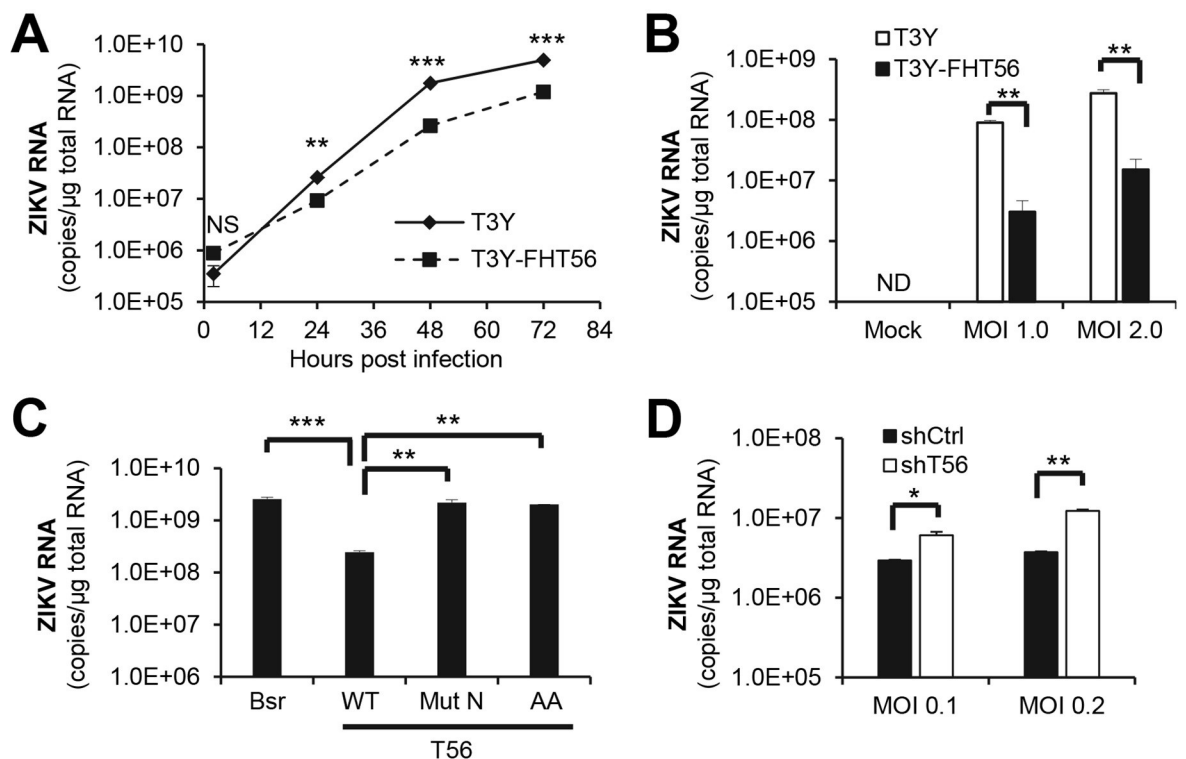 A
ZIKV RNA
(copies/µg total RNA)
1.0E+10
1.0E+09
1.0E+08
1.0E+07
1.0E+06
1.0E+05
NS
**
***
***
T3Y
T3Y-FHT56
0 12 24 36 48 60 72 84
Hours post infection
B
T3Y
T3Y-FHT56
ZIKV RNA
(copies/µg total RNA)
1.0E+09
1.0E+08
1.0E+07
1.0E+06
1.0E+05
**
**
ND
Mock MOI 1.0 MOI 2.0
C
ZIKV RNA
(copies/µg total RNA)
1.0E+10
1.0E+09
1.0E+08
1.0E+07
1.0E+06
***
**
**
Bsr WT Mut N AA
T56
D
shCtrl
shT56
ZIKV RNA
(copies/µg total RNA)
1.0E+08
1.0E+07
1.0E+06
1.0E+05
*
**
MOI 0.1 MOI 0.2